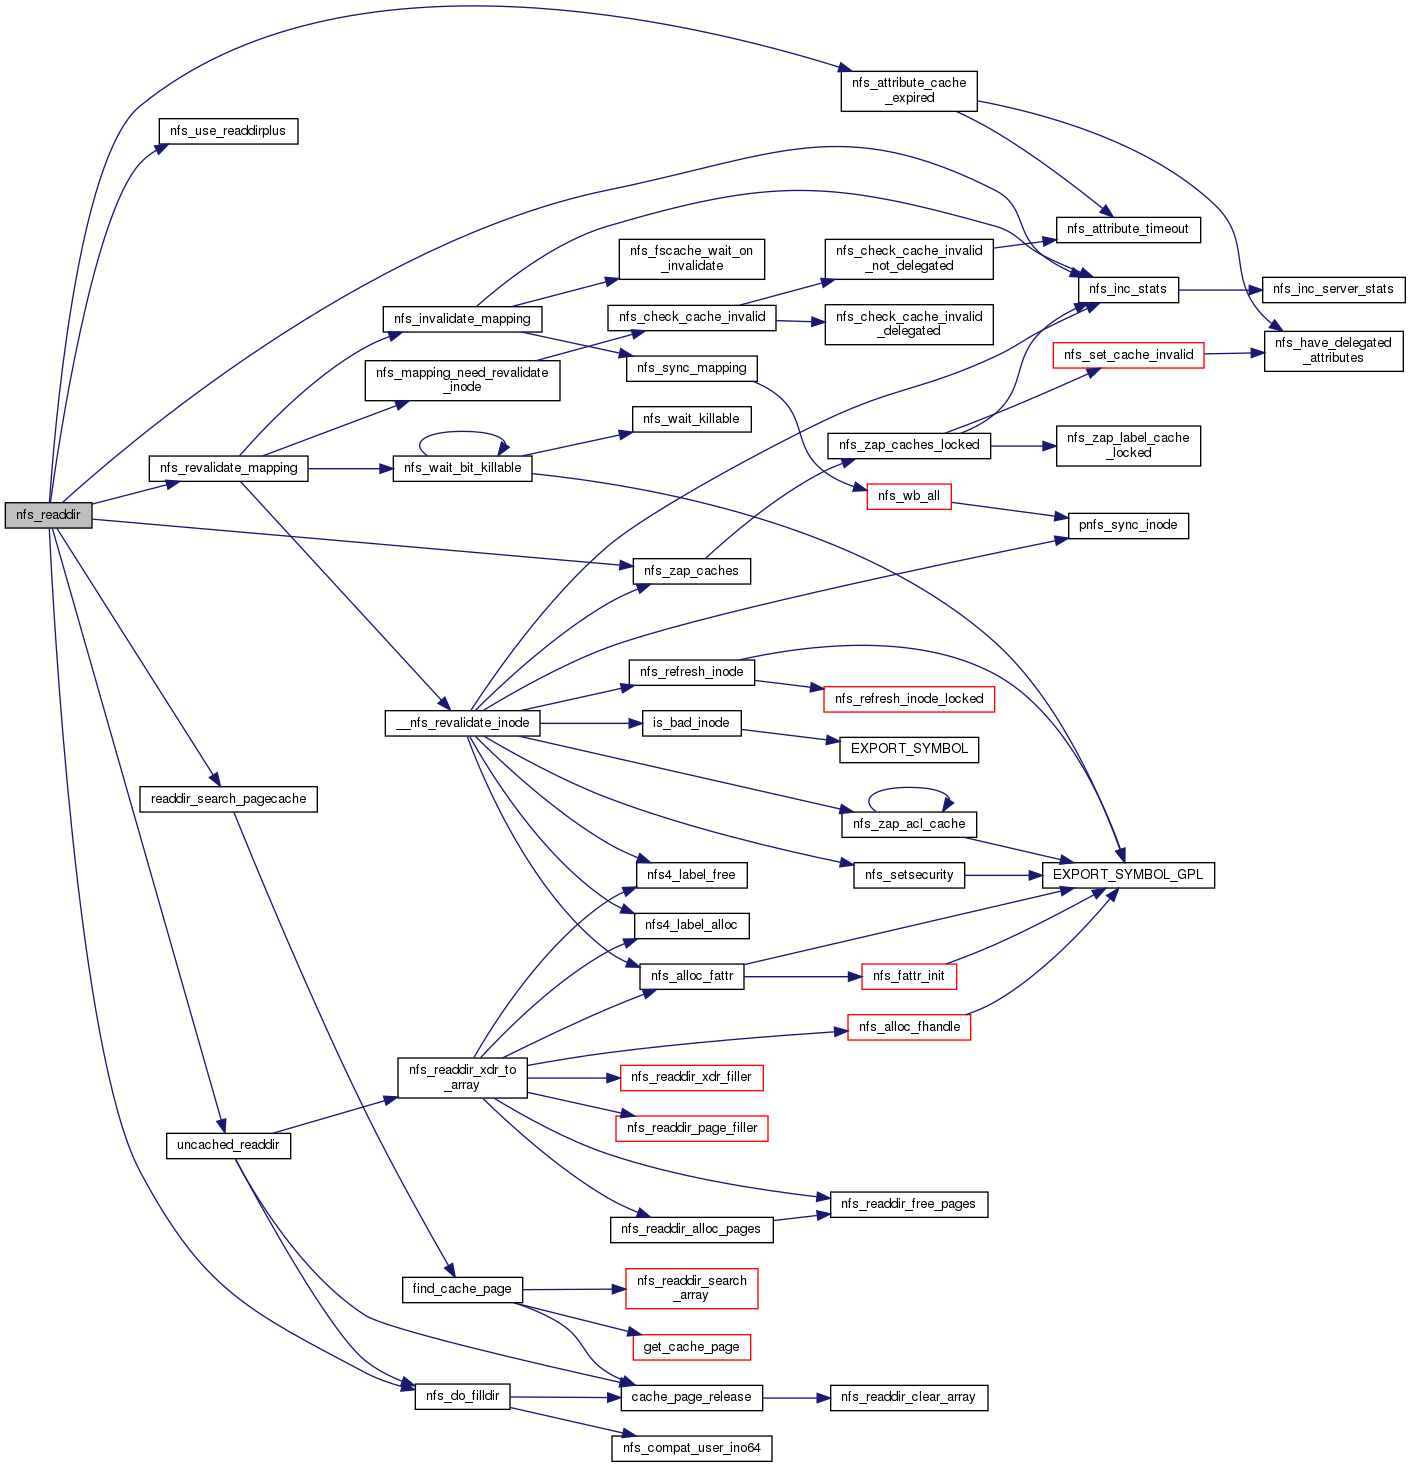 nfs_attribute_cache
_expired
nfs_use_readdirplus
nfs_attribute_timeout
nfs_fscache_wait_on
_invalidate
nfs_check_cache_invalid
_not_delegated
nfs_inc_stats
nfs_inc_server_stats
nfs_invalidate_mapping
nfs_check_cache_invalid
nfs_check_cache_invalid
_delegated
nfs_have_delegated
_attributes
nfs_set_cache_invalid
nfs_sync_mapping
nfs_mapping_need_revalidate
_inode
nfs_wait_killable
nfs_zap_caches_locked
nfs_zap_label_cache
_locked
nfs_revalidate_mapping
nfs_wait_bit_killable
nfs_wb_all
nfs_readdir
pnfs_sync_inode
nfs_zap_caches
nfs_refresh_inode
nfs_refresh_inode_locked
__nfs_revalidate_inode
is_bad_inode
EXPORT_SYMBOL
readdir_search_pagecache
nfs_zap_acl_cache
nfs4_label_free
nfs_setsecurity
EXPORT_SYMBOL_GPL
nfs4_label_alloc
nfs_alloc_fattr
nfs_fattr_init
nfs_alloc_fhandle
nfs_readdir_xdr_to
_array
nfs_readdir_xdr_filler
nfs_readdir_page_filler
uncached_readdir
nfs_readdir_free_pages
nfs_readdir_alloc_pages
find_cache_page
nfs_readdir_search
_array
get_cache_page
nfs_do_filldir
cache_page_release
nfs_readdir_clear_array
nfs_compat_user_ino64